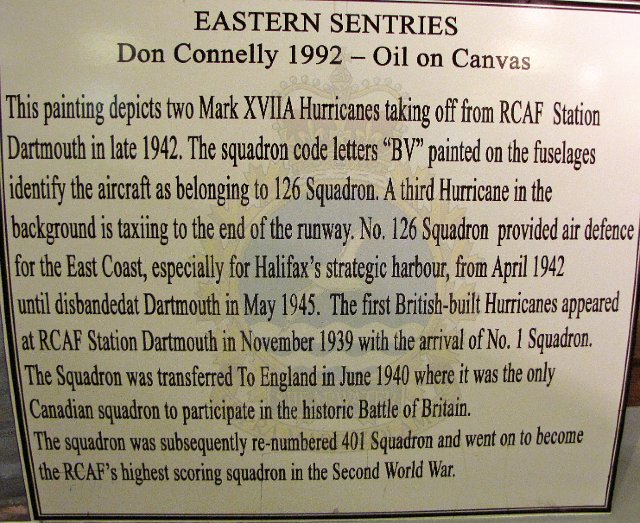 EASTERN SENTRIES
Don Connelly 1992 – Oil on Canvas
This painting depicts two Mark XVIIA Hurricanes taking off from RCAF Station
Dartmouth in late 1942. The squadron code letters “BV” painted on the fuselages
identify the aircraft as belonging to 126 Squadron. A third Hurricane in the
background is taxiing to the end of the runway. No. 126 Squadron provided air defence
for the East Coast, especially for Halifax's strategic harbour, from April 1942
until disbandedat Dartmouth in May 1945. The first British-built Hurricanes appeared
at RCAF Station Dartmouth in November 1939 with the arrival of No. 1 Squadron.
The Squadron was transferred To England in June 1940 where it was the only
Canadian squadron to participate in the historic Battle of Britain.
The squadron was subsequently re-numbered 401 Squadron and went on to become
the RCAF's highest scoring squadron in the Second World War.